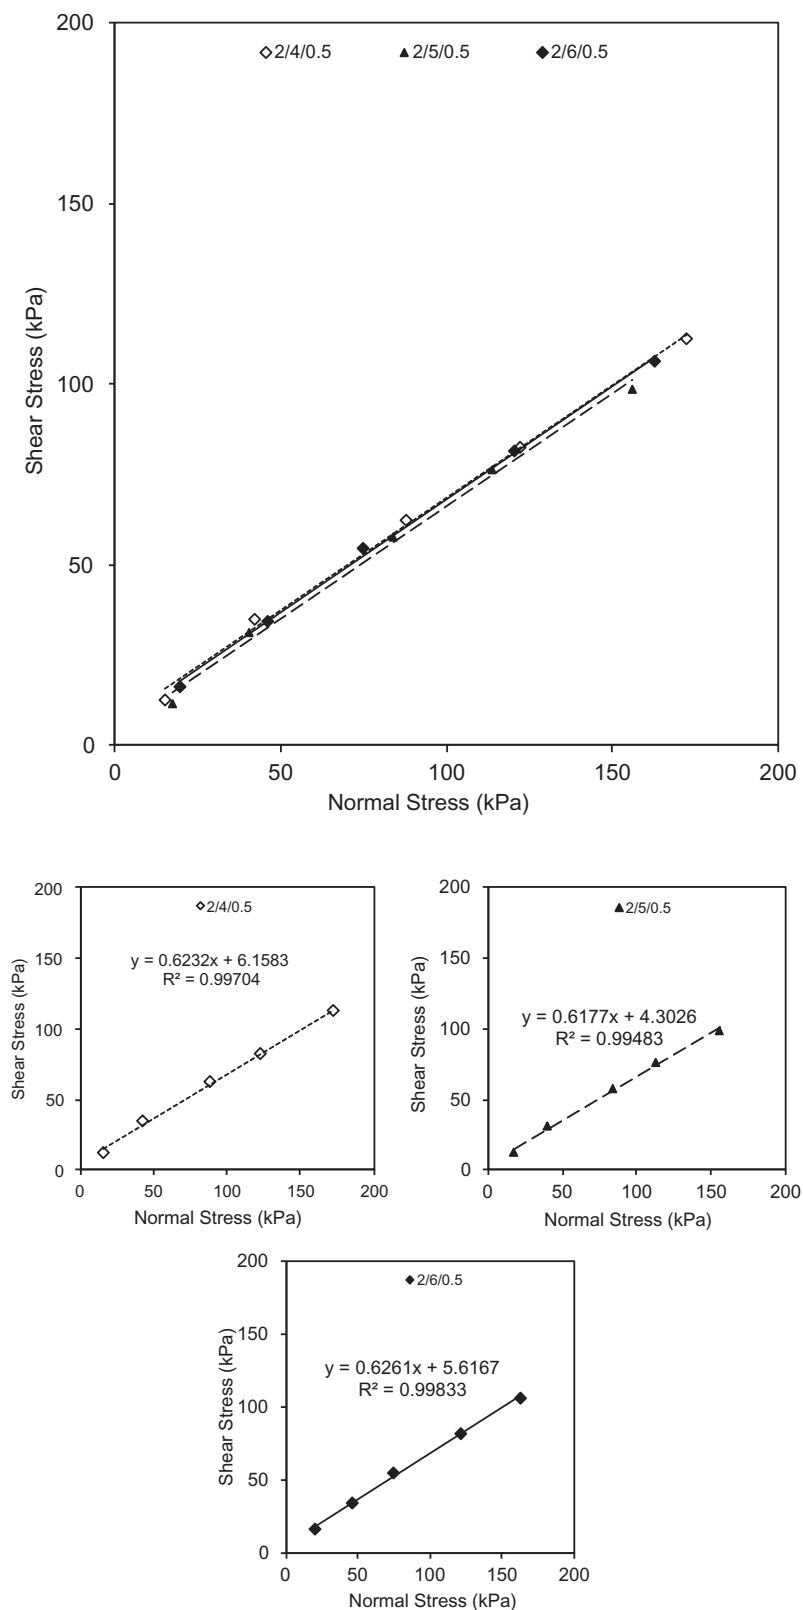 200
2/4/0.5 2/5/0.5 2/6/0.5
150
Shear Stress (kPa)
100
50
0
0 50 100 150 200
Normal Stress (kPa)
200
2/4/0.5
150
y = 0.6232x + 6.1583
R² = 0.99704
Shear Stress (kPa)
100
50
0
0 50 100 150 200
Normal Stress (kPa)
200
2/5/0.5
150
Shear Stress (kPa)
y = 0.6177x + 4.3026
100
R² = 0.99483
50
0
0 50 100 150 200
Normal Stress (kPa)
200
2/6/0.5
150
Shear Stress (kPa)
y = 0.6261x + 5.6167
R² = 0.99833
100
50
0
0 50 100 150 200
Normal Stress (kPa)